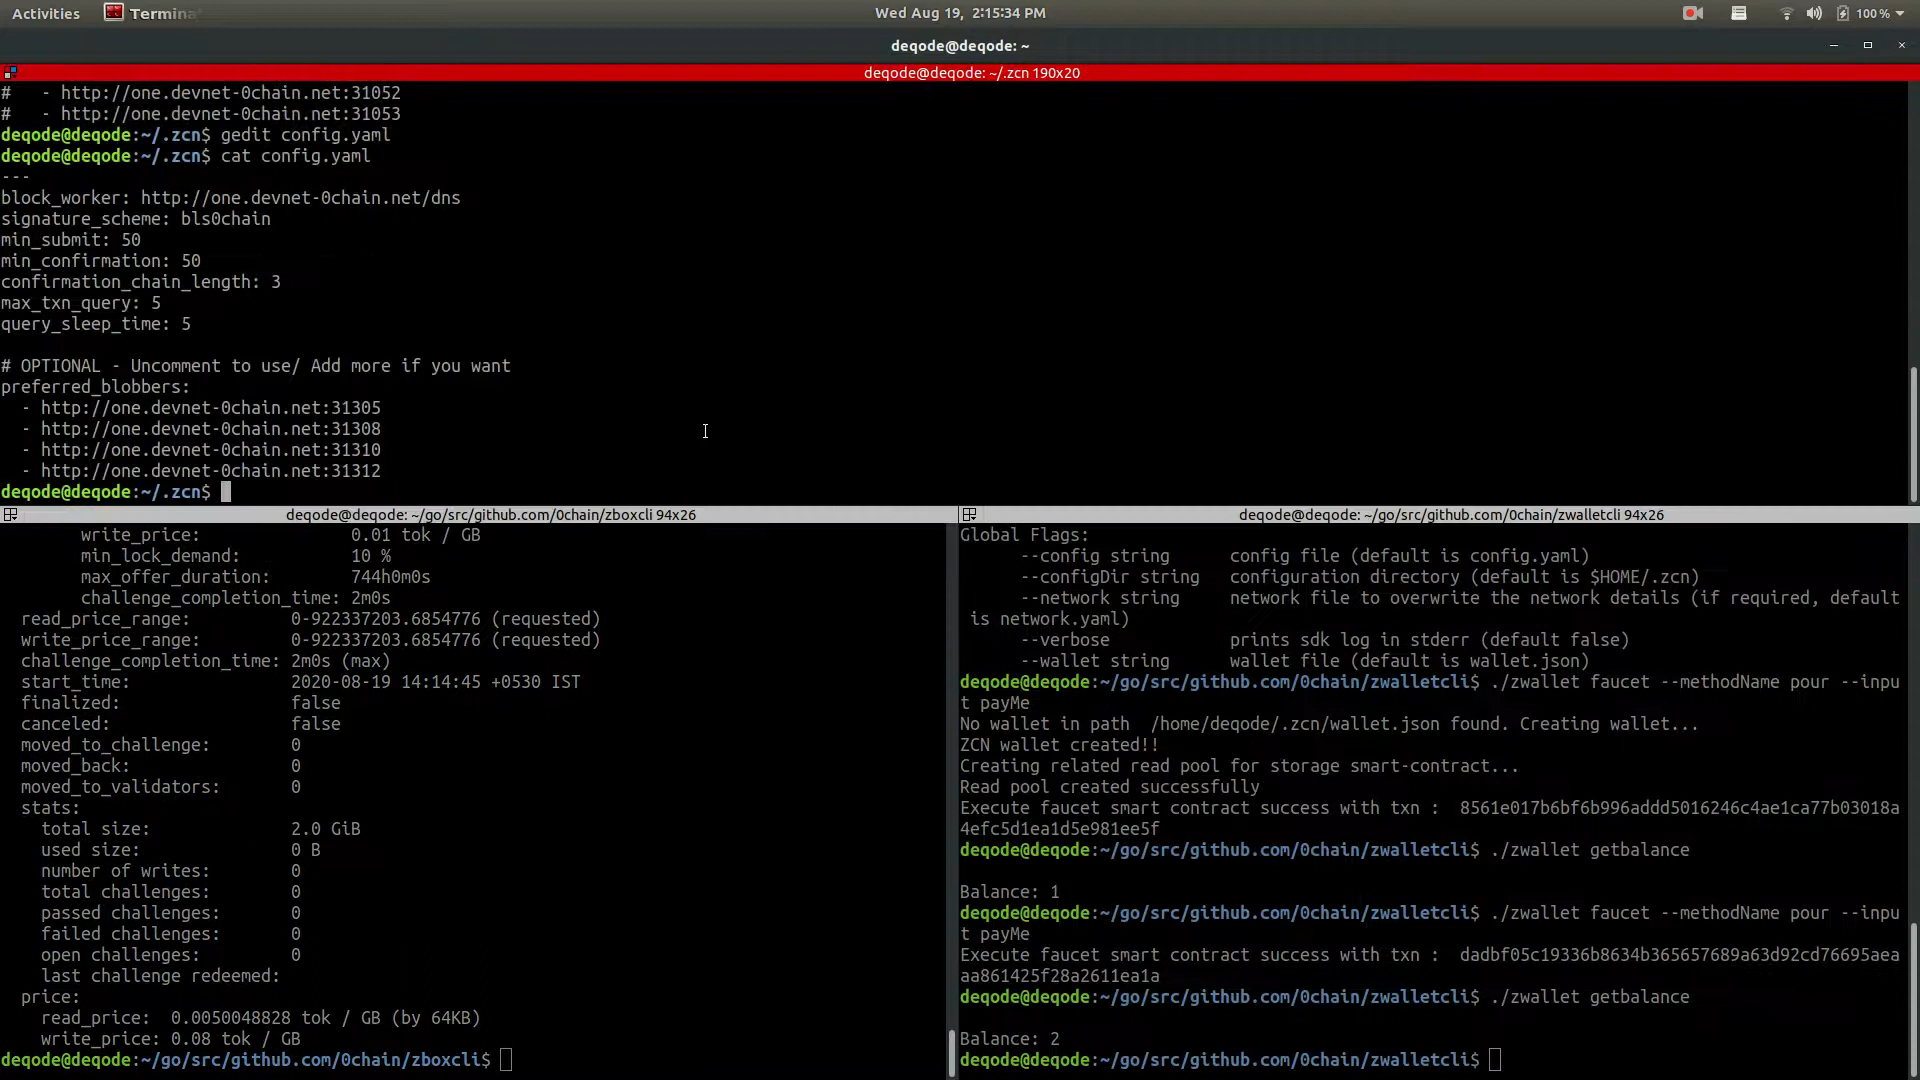 Activities
Termina
Wed Aug 19, 2:15:34 PM
100 %
deqode@deqode: ~
deqode@deqode: ~/.zcn 190x20
#   - http://one.devnet-0chain.net:31052
#   - http://one.devnet-0chain.net:31053
deqode@deqode:~/.zcn$ gedit config.yaml
deqode@deqode:~/.zcn$ cat config.yaml
---
block_worker: http://one.devnet-0chain.net/dns
signature_scheme: bls0chain
min_submit: 50
min_confirmation: 50
confirmation_chain_length: 3
max_txn_query: 5
query_sleep_time: 5
# OPTIONAL - Uncomment to use/ Add more if you want
preferred_blobbers:
  - http://one.devnet-0chain.net:31305
  - http://one.devnet-0chain.net:31308
  - http://one.devnet-0chain.net:31310
  - http://one.devnet-0chain.net:31312
deqode@deqode:~/.zcn$
deqode@deqode: ~/go/src/github.com/0chain/zboxcli 94x26
        write_price:               0.01 tok / GB
        min_lock_demand:           10 %
        max_offer_duration:        744h0m0s
        challenge_completion_time: 2m0s
  read_price_range:          0-922337203.6854776 (requested)
  write_price_range:         0-922337203.6854776 (requested)
  challenge_completion_time: 2m0s (max)
  start_time:                2020-08-19 14:14:45 +0530 IST
  finalized:                 false
  canceled:                  false
  moved_to_challenge:        0
  moved_back:                0
  moved_to_validators:       0
  stats:
    total size:              2.0 GiB
    used size:               0 B
    number of writes:        0
    total challenges:        0
    passed challenges:       0
    failed challenges:       0
    open challenges:         0
    last challenge redeemed:
  price:
    read_price:  0.0050048828 tok / GB (by 64KB)
    write_price: 0.08 tok / GB
deqode@deqode:~/go/src/github.com/0chain/zboxcli$
deqode@deqode: ~/go/src/github.com/0chain/zwalletcli 94x26
Global Flags:
      --config string      config file (default is config.yaml)
      --configDir string   configuration directory (default is $HOME/.zcn)
      --network string     network file to overwrite the network details (if required, default
 is network.yaml)
      --verbose            prints sdk log in stderr (default false)
      --wallet string      wallet file (default is wallet.json)
deqode@deqode:~/go/src/github.com/0chain/zwalletcli$ ./zwallet faucet --methodName pour --inpu
t payMe
No wallet in path  /home/deqode/.zcn/wallet.json found. Creating wallet...
ZCN wallet created!!
Creating related read pool for storage smart-contract...
Read pool created successfully
Execute faucet smart contract success with txn :  8561e017b6bf6b996addd5016246c4ae1ca77b03018a
4efc5d1ea1d5e981ee5f
deqode@deqode:~/go/src/github.com/0chain/zwalletcli$ ./zwallet getbalance
Balance: 1
deqode@deqode:~/go/src/github.com/0chain/zwalletcli$ ./zwallet faucet --methodName pour --inpu
t payMe
Execute faucet smart contract success with txn :  dadbf05c19336b8634b365657689a63d92cd76695aea
aa861425f28a2611ea1a
deqode@deqode:~/go/src/github.com/0chain/zwalletcli$ ./zwallet getbalance
Balance: 2
deqode@deqode:~/go/src/github.com/0chain/zwalletcli$